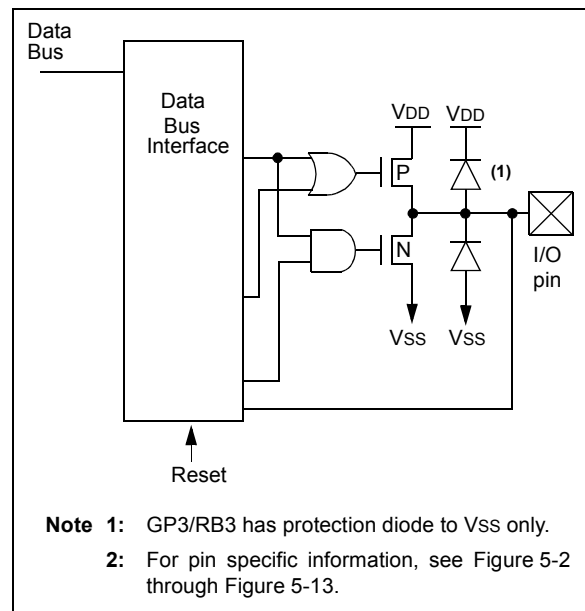 Data
Bus
Data
Bus
Interface
VDD
VDD
P
(1)
N
I/O
pin
VSS
VSS
Reset
Note 1: GP3/RB3 has protection diode to VSS only.
2: For pin specific information, see Figure 5-2
through Figure 5-13.